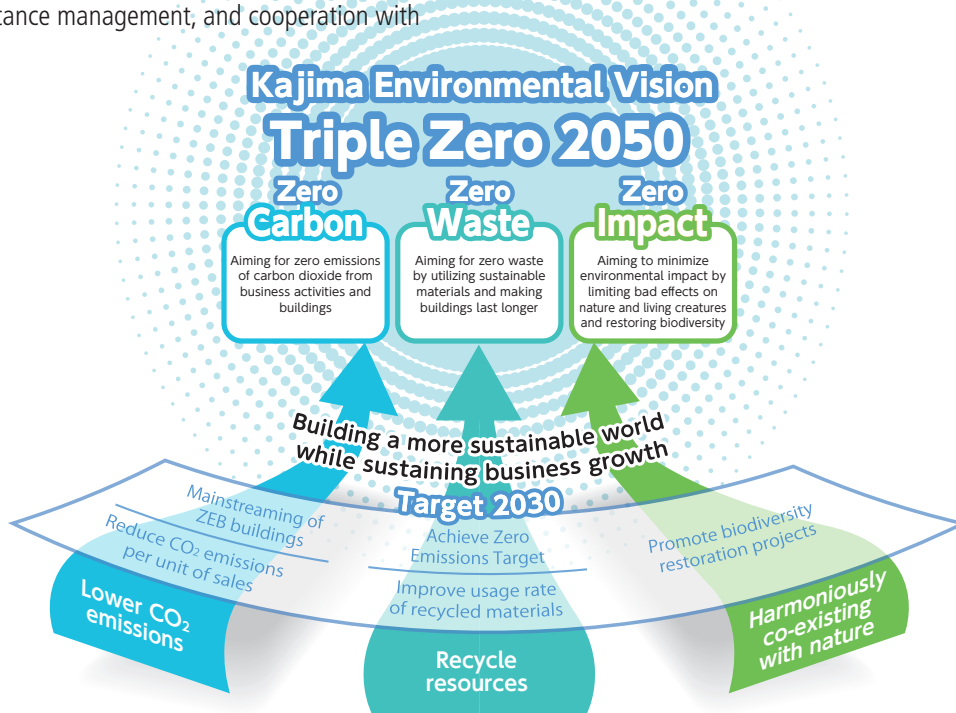 tance management, and cooperation with
Kajima Environmental Vision
Triple Zero 2050
Zero
Carbon
Aiming for zero emissions
of carbon dioxide from
business activities and
buildings
Zero
Waste
Aiming for zero waste
by utilizing sustainable
materials and making
buildings last longer
Zero
Impact
Aiming to minimize
environmental impact by
limiting bad effects on
nature and living creatures
and restoring biodiversity
Building a more sustainable world
while sustaining business growth
Target 2030
Mainstreaming of
ZEB buildings
Reduce CO₂ emissions
per unit of sales
Lower CO₂
emissions
Achieve Zero
Emissions Target
Improve usage rate
of recycled materials
Recycle
resources
Promote biodiversity
restoration projects
Harmoniously
co-existing
with nature